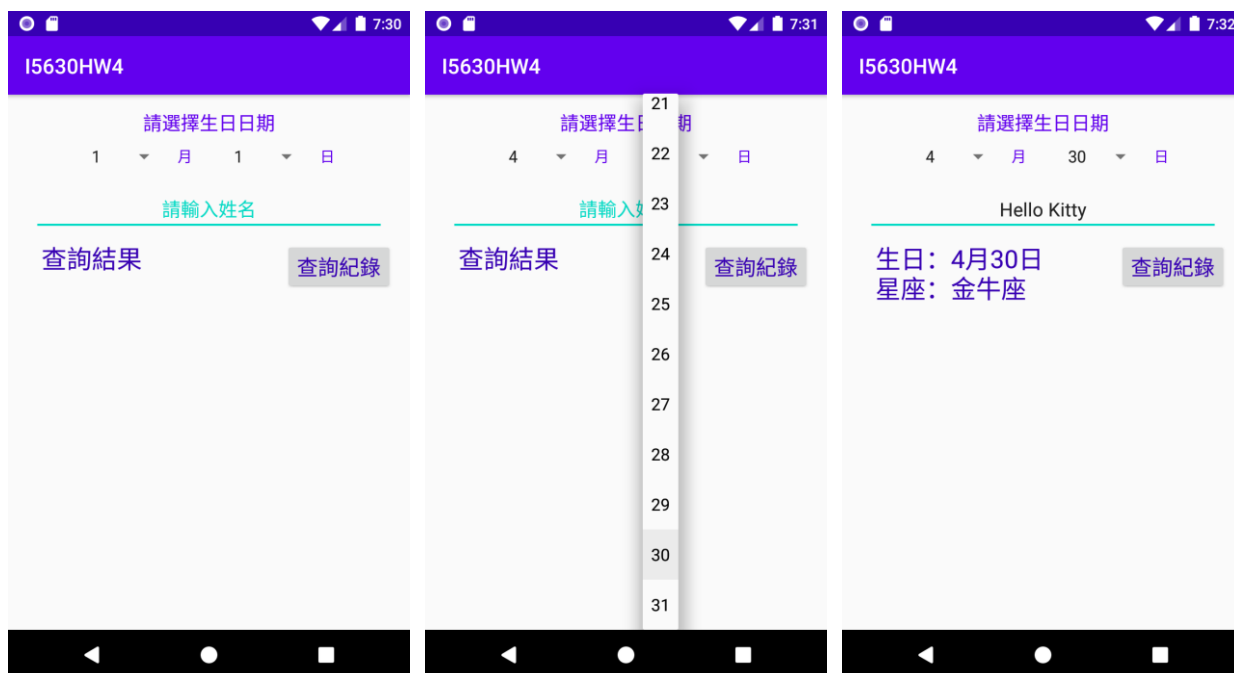 7:30
I5630HW4
請選擇生日日期
1 月 1 日
請輸入姓名
查詢結果 查詢紀錄
7:31
I5630HW4
請選擇生 期
4 月 日
請輸入
查詢結果 查詢紀錄
21
22
23
24
25
26
27
28
29
30
31
7:32
I5630HW4
請選擇生日日期
4 月 30 日
Hello Kitty
生日：4月30日 查詢紀錄
星座：金牛座